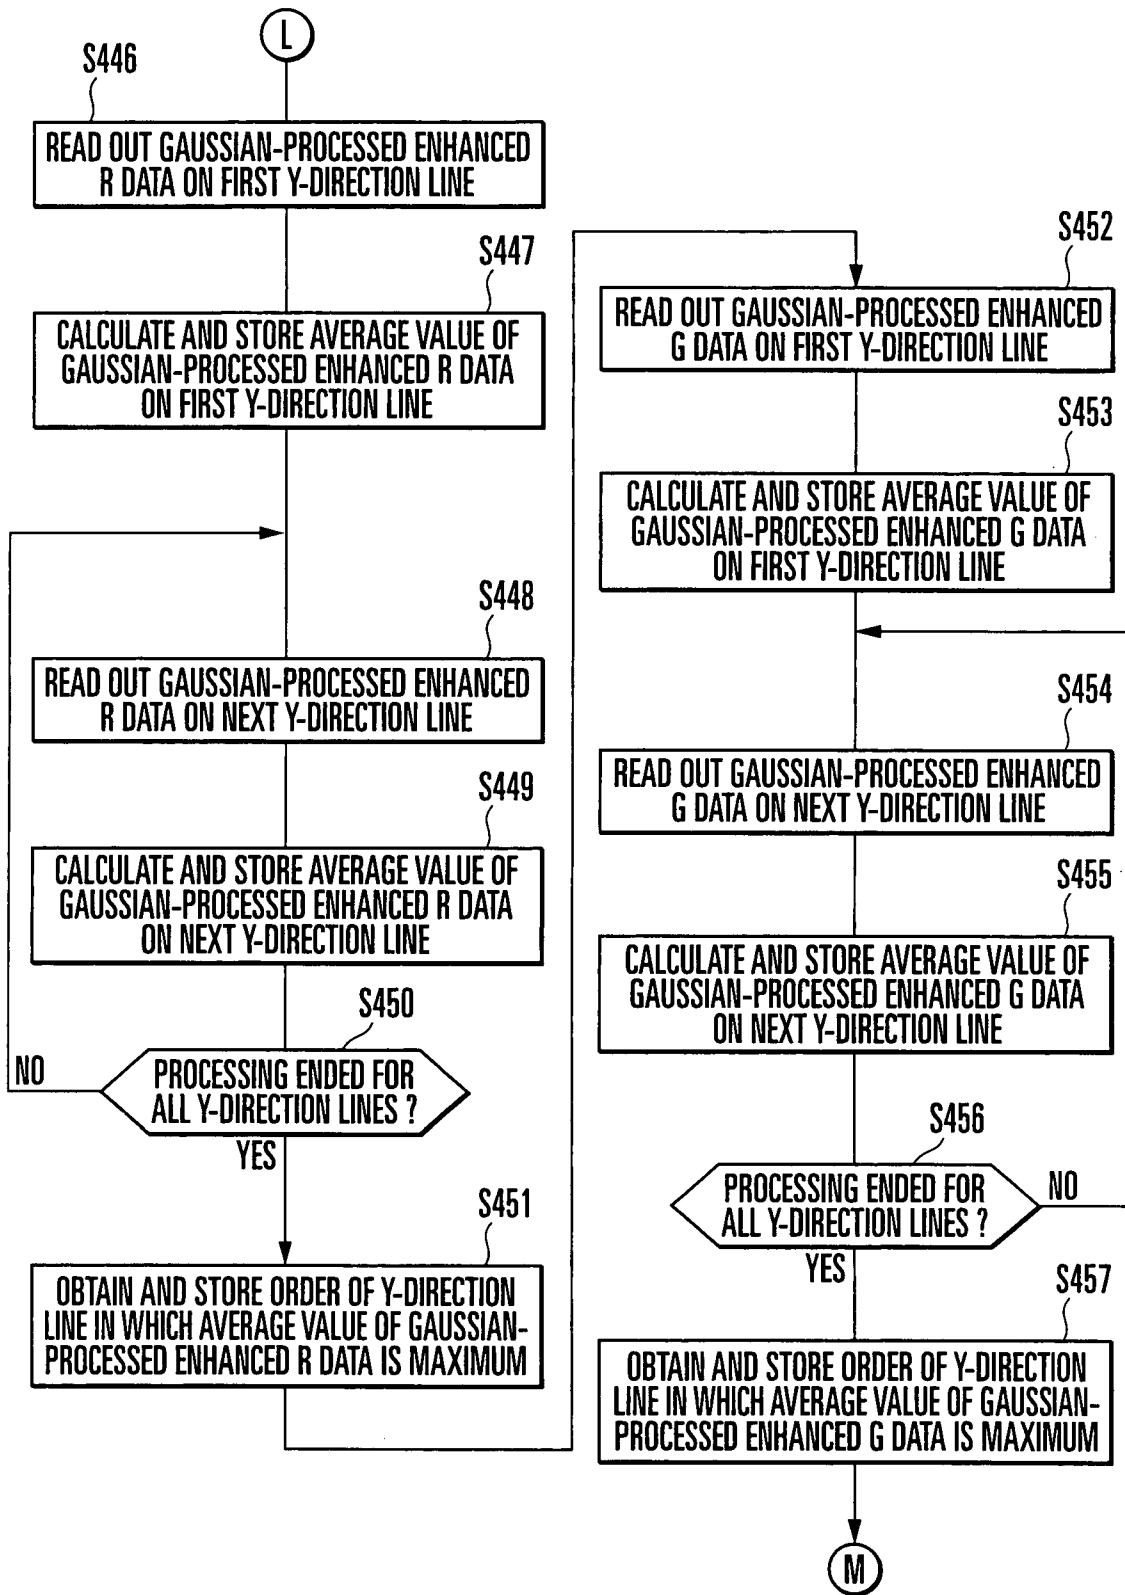 L
S446
READ OUT GAUSSIAN-PROCESSED ENHANCED
R DATA ON FIRST Y-DIRECTION LINE
S447
CALCULATE AND STORE AVERAGE VALUE OF
GAUSSIAN-PROCESSED ENHANCED R DATA
ON FIRST Y-DIRECTION LINE
S448
READ OUT GAUSSIAN-PROCESSED ENHANCED
R DATA ON NEXT Y-DIRECTION LINE
S449
CALCULATE AND STORE AVERAGE VALUE OF
GAUSSIAN-PROCESSED ENHANCED R DATA
ON NEXT Y-DIRECTION LINE
S450
NO
PROCESSING ENDED FOR
ALL Y-DIRECTION LINES ?
YES
S451
OBTAIN AND STORE ORDER OF Y-DIRECTION
LINE IN WHICH AVERAGE VALUE OF GAUSSIAN-
PROCESSED ENHANCED R DATA IS MAXIMUM
S452
READ OUT GAUSSIAN-PROCESSED ENHANCED
G DATA ON FIRST Y-DIRECTION LINE
S453
CALCULATE AND STORE AVERAGE VALUE OF
GAUSSIAN-PROCESSED ENHANCED G DATA
ON FIRST Y-DIRECTION LINE
S454
READ OUT GAUSSIAN-PROCESSED ENHANCED
G DATA ON NEXT Y-DIRECTION LINE
S455
CALCULATE AND STORE AVERAGE VALUE OF
GAUSSIAN-PROCESSED ENHANCED G DATA
ON NEXT Y-DIRECTION LINE
S456
PROCESSING ENDED FOR
ALL Y-DIRECTION LINES ?
NO
YES
S457
OBTAIN AND STORE ORDER OF Y-DIRECTION
LINE IN WHICH AVERAGE VALUE OF GAUSSIAN-
PROCESSED ENHANCED G DATA IS MAXIMUM
M